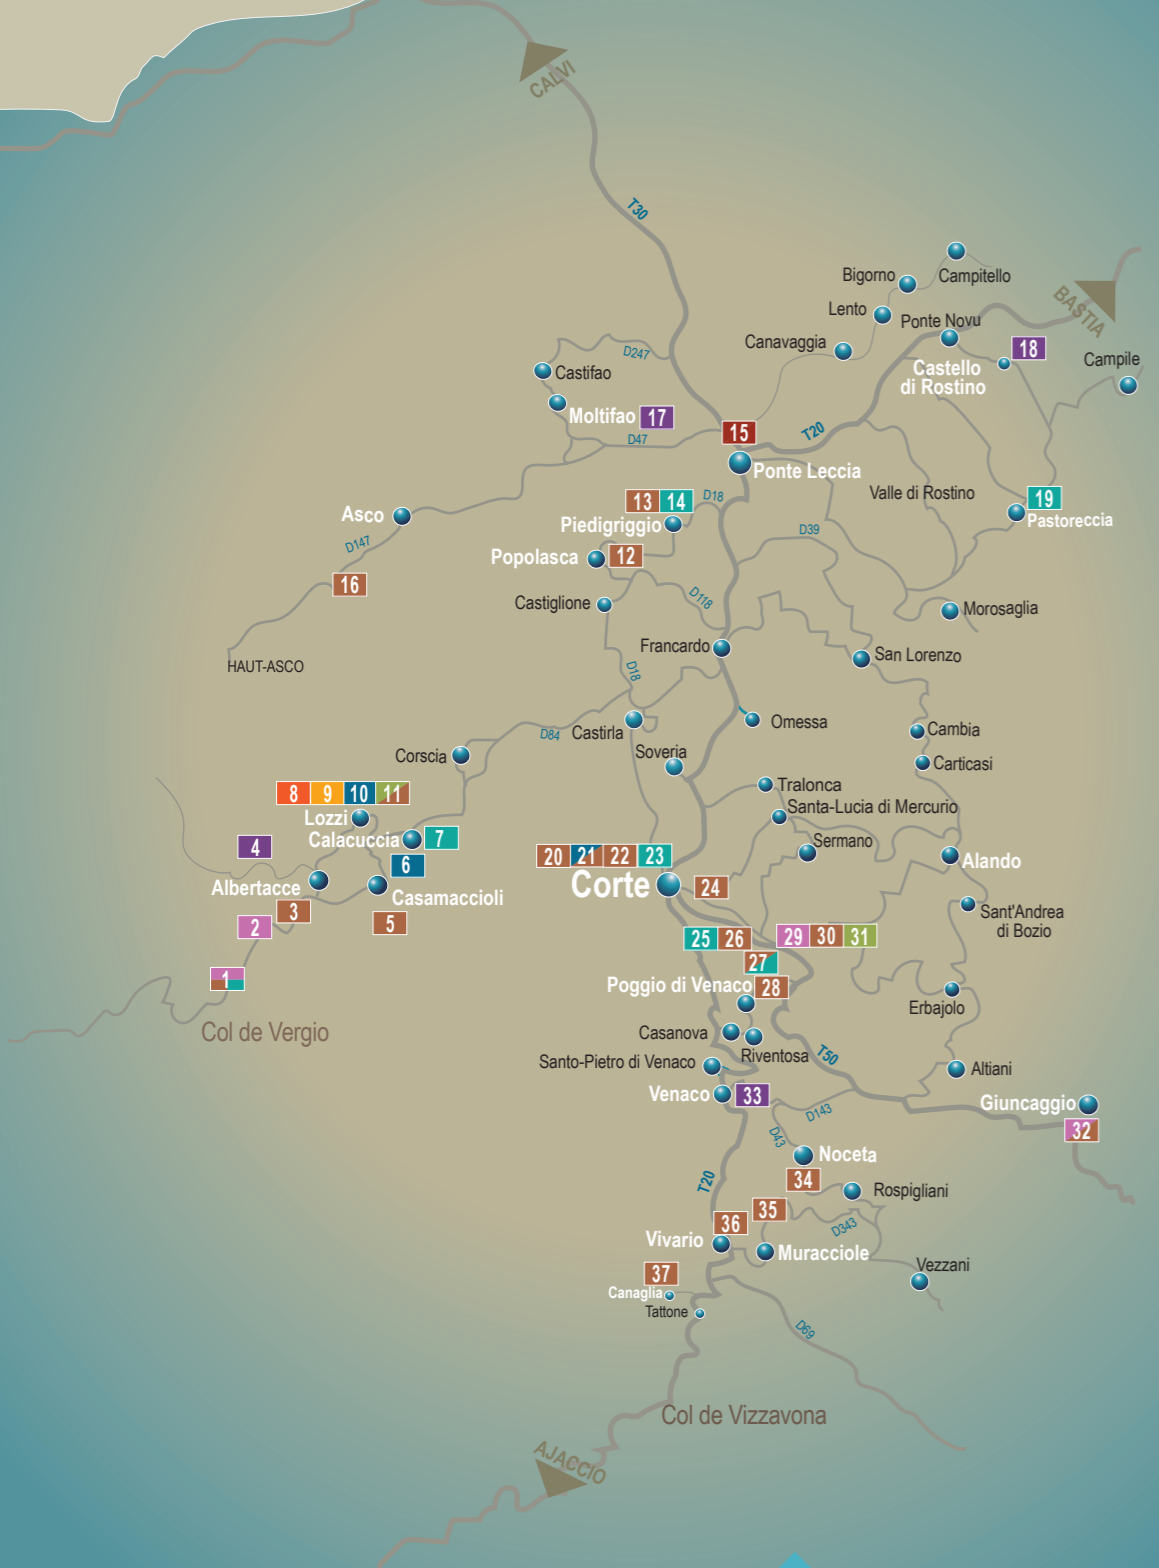 CALVI
T30
Campitello
Bigorno
BASTIA
Lento
Ponte Novu
Canavaggia
18
D247
Castello
di Rostino
Campile
Castifao
Moltifao 17
15
T20
D47
Ponte Leccia
13 14
D18
Valle di Rostino
19
Asco
Piedigriggio
Pastoreccia
D147
D39
Popolasca 12
16
D118
Castiglione
Morosaglia
Francardo
San Lorenzo
HAUT-ASCO
D18
Omessa
Castirla
D84
Cambia
Soveria
Corscia
Carticasi
Tralonca
8 9 10 11
Santa-Lucia di Mercurio
Lozzi
Calacuccia 7
Sermano
4
20 21 22 23
6
Alando
Albertacce
Corte
24
Casamaccioli
3
Sant'Andrea
di Bozio
2
5
25 26
29 30 31
27
1
Poggio di Venaco 28
Erbajolo
Col de Vergio
Casanova
Riventosa
T50
Santo-Pietro di Venaco
Altiani
Venaco 33
Giuncaggio
D143
32
D43
Noceta
T20
34
Rospigliani
35
36
D343
Vivario
Muracciole
Vezzani
37
Canaglia
Tattone
D69
Col de Vizzavona
AJACCIO